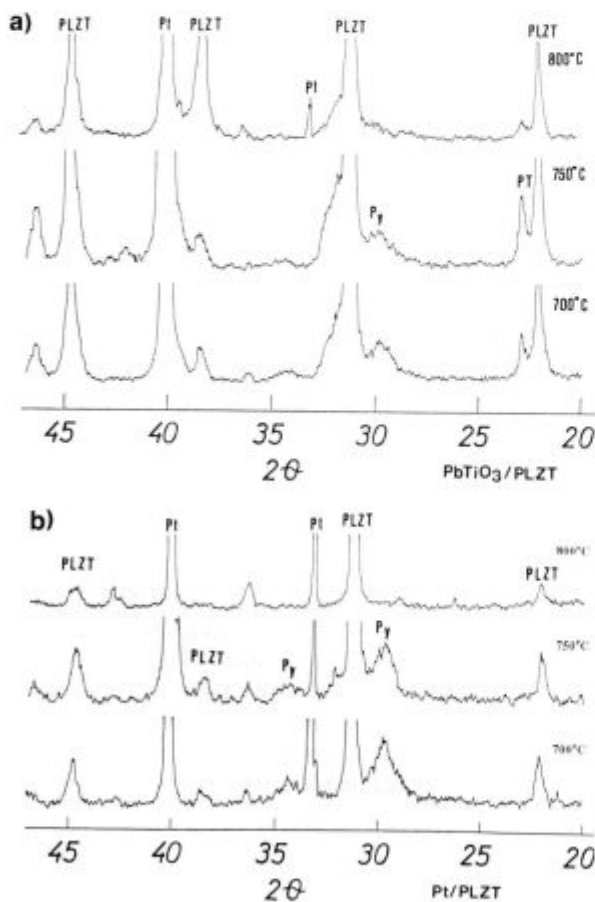 a)
PLZT Pt PLZT PLZT PLZT
800°C
Pt
750°C
PT
Py
700°C
45 40 35 30 25 20
2θ
PbTiO3/PLZT
b)
Pt Pt PLZT
PLZT
800°C
PLZT
750°C
Py
PLZT Py
700°C
45 40 35 30 25 20
2θ
Pt/PLZT